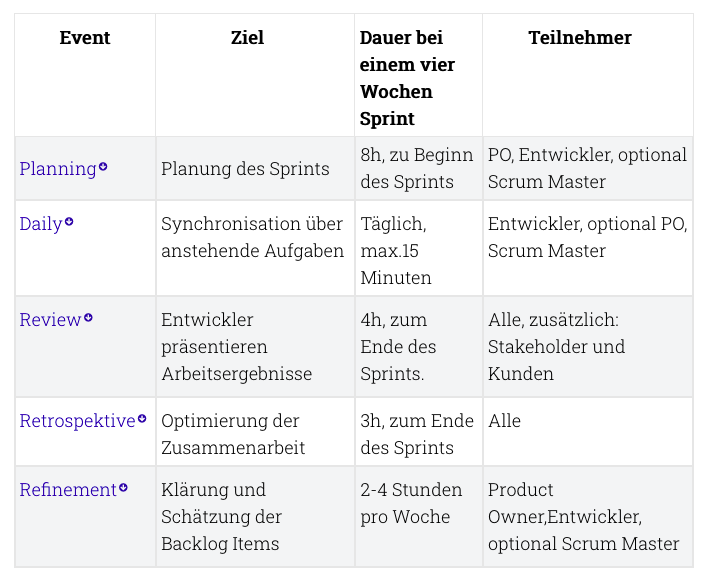 Event
Ziel
Dauer bei
einem vier
Wochen
Sprint
Teilnehmer
Planning
Planung des Sprints
8h, zu Beginn
des Sprints
PO, Entwickler, optional
Scrum Master
Daily
Synchronisation über
anstehende Aufgaben
Täglich,
max.15
Minuten
Entwickler, optional PO,
Scrum Master
Review
Entwickler
präsentieren
Arbeitsergebnisse
4h, zum
Ende des
Sprints.
Alle, zusätzlich:
Stakeholder und
Kunden
Retrospektive
Optimierung der
Zusammenarbeit
3h, zum Ende
des Sprints
Alle
Refinement
Klärung und
Schätzung der
Backlog Items
2-4 Stunden
pro Woche
Product
Owner,Entwickler,
optional Scrum Master